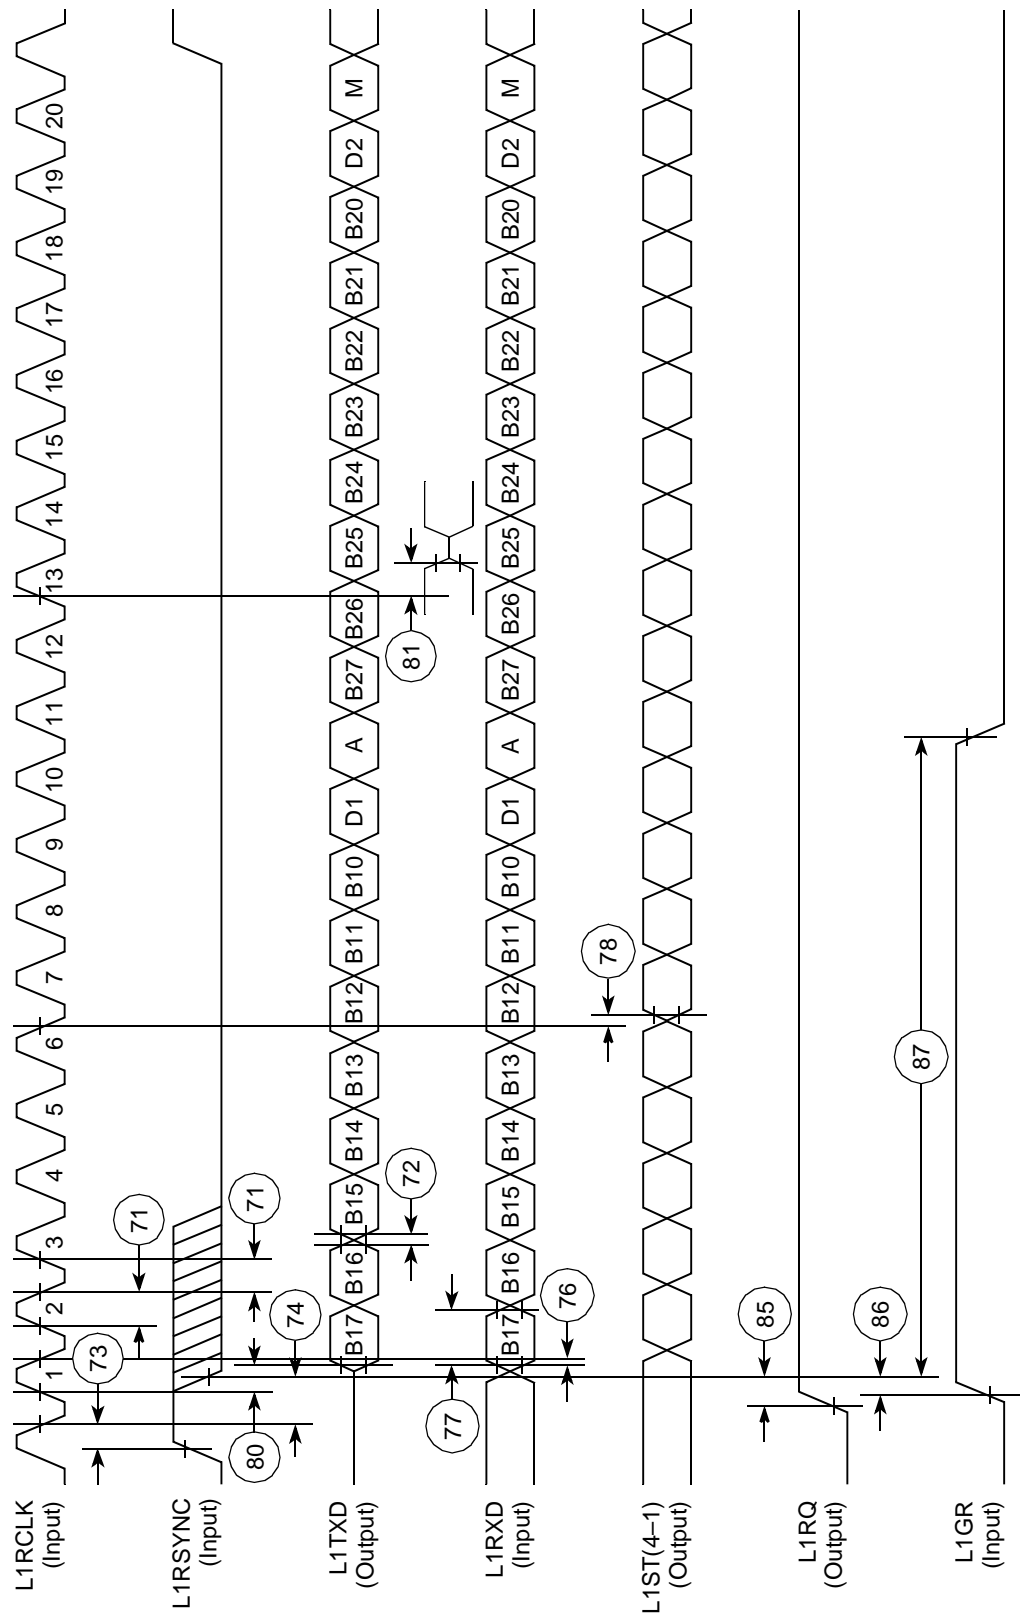 L1RCLK
(Input)
1 2 3 4 5 6 7 8 9 10 11 12 13 14 15 16 17 18 19 20
73
71
L1RSYNC
(Input)
80
74
71
L1TXD
(Output)
B17 B16 B15 B14 B13 B12 B11 B10 D1 A B27 B26 B25 B24 B23 B22 B21 B20 D2 M
72
81
77
L1RXD
(Input)
B17 B16 B15 B14 B13 B12 B11 B10 D1 A B27 B26 B25 B24 B23 B22 B21 B20 D2 M
76
78
L1ST(4–1)
(Output)
85
L1RQ
(Output)
86
87
L1GR
(Input)